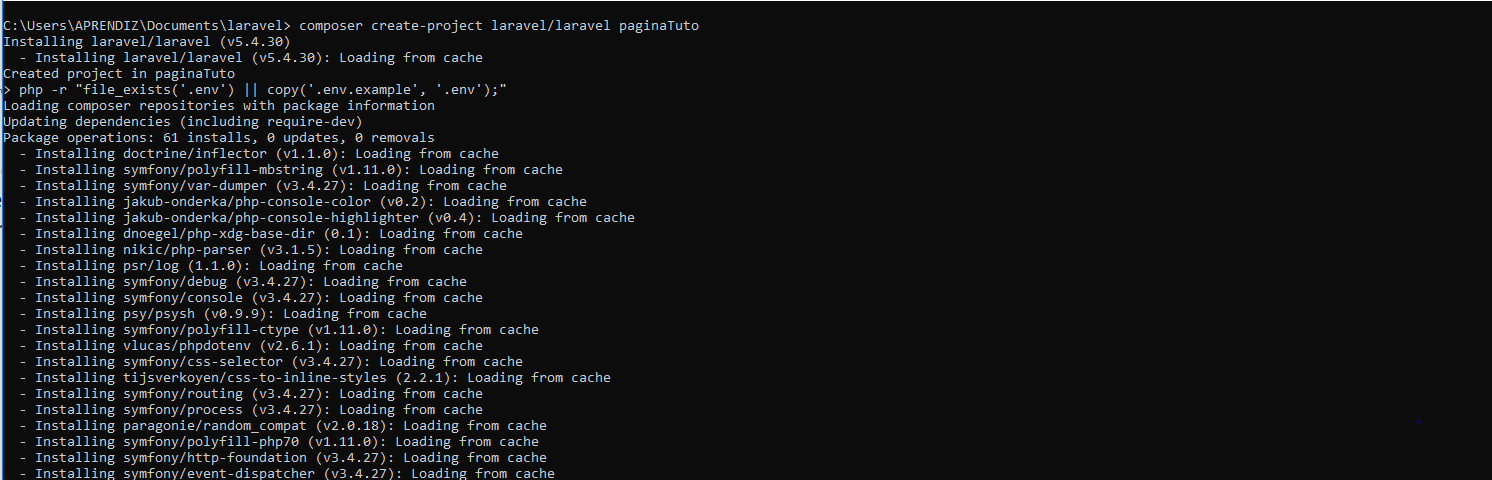 C:\Users\APRENDIZ\Documents\laravel> composer create-project laravel/laravel paginaTuto
Installing laravel/laravel (v5.4.30)
  - Installing laravel/laravel (v5.4.30): Loading from cache
Created project in paginaTuto
> php -r "file_exists('.env') || copy('.env.example', '.env');"
Loading composer repositories with package information
Updating dependencies (including require-dev)
Package operations: 61 installs, 0 updates, 0 removals
  - Installing doctrine/inflector (v1.1.0): Loading from cache
  - Installing symfony/polyfill-mbstring (v1.11.0): Loading from cache
  - Installing symfony/var-dumper (v3.4.27): Loading from cache
  - Installing jakub-onderka/php-console-color (v0.2): Loading from cache
  - Installing jakub-onderka/php-console-highlighter (v0.4): Loading from cache
  - Installing dnoegel/php-xdg-base-dir (0.1): Loading from cache
  - Installing nikic/php-parser (v3.1.5): Loading from cache
  - Installing psr/log (1.1.0): Loading from cache
  - Installing symfony/debug (v3.4.27): Loading from cache
  - Installing symfony/console (v3.4.27): Loading from cache
  - Installing psy/psysh (v0.9.9): Loading from cache
  - Installing symfony/polyfill-ctype (v1.11.0): Loading from cache
  - Installing vlucas/phpdotenv (v2.6.1): Loading from cache
  - Installing symfony/css-selector (v3.4.27): Loading from cache
  - Installing tijsverkoyen/css-to-inline-styles (2.2.1): Loading from cache
  - Installing symfony/routing (v3.4.27): Loading from cache
  - Installing symfony/process (v3.4.27): Loading from cache
  - Installing paragonie/random_compat (v2.0.18): Loading from cache
  - Installing symfony/polyfill-php70 (v1.11.0): Loading from cache
  - Installing symfony/http-foundation (v3.4.27): Loading from cache
  - Installing symfony/event-dispatcher (v3.4.27): Loading from cache